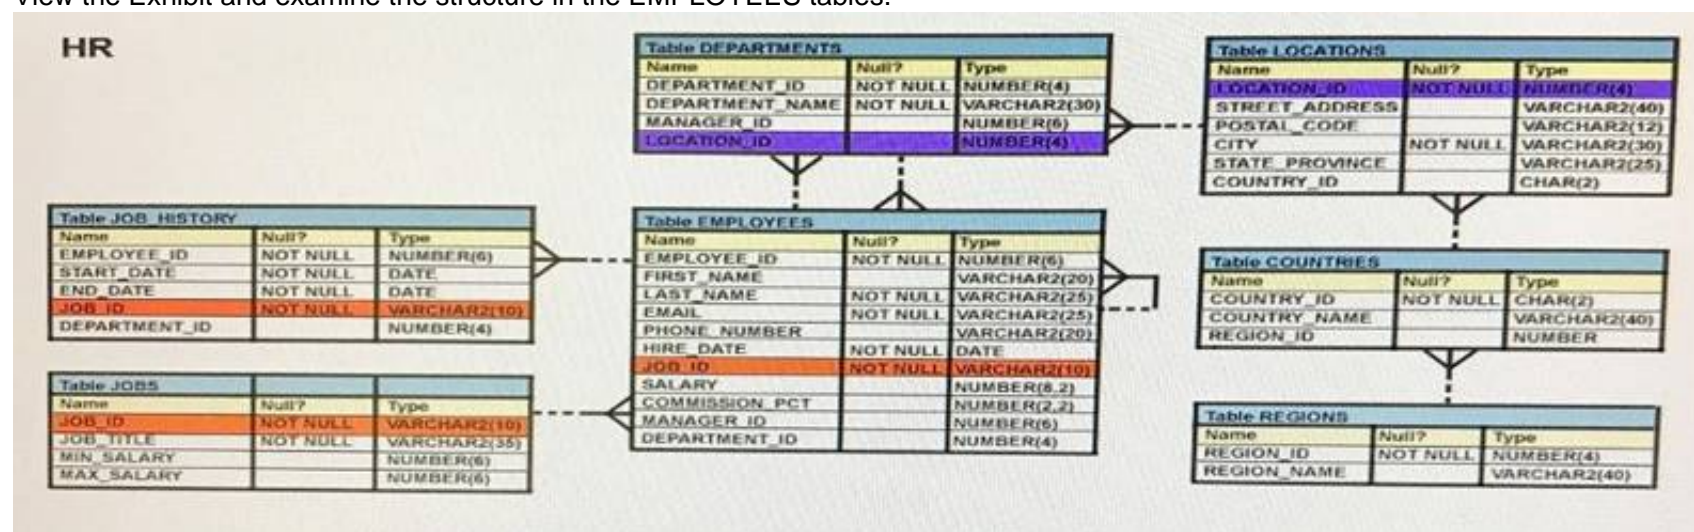 View the Exhibit and examine the structure in the EMPLOYEES tables.
HR
Table DEPARTMENTS
Name Null? Type
DEPARTMENT_ID NOT NULL NUMBER(4)
DEPARTMENT_NAME NOT NULL VARCHAR2(30)
MANAGER_ID NUMBER(6)
LOCATION_ID NUMBER(4)
Table LOCATIONS
Name Null? Type
LOCATION_ID NOT NULL NUMBER(4)
STREET_ADDRESS VARCHAR2(40)
POSTAL_CODE VARCHAR2(12)
CITY NOT NULL VARCHAR2(30)
STATE_PROVINCE VARCHAR2(25)
COUNTRY_ID CHAR(2)
Table JOB_HISTORY
Name Null? Type
EMPLOYEE_ID NOT NULL NUMBER(6)
START_DATE NOT NULL DATE
END_DATE NOT NULL DATE
JOB_ID NOT NULL VARCHAR2(10)
DEPARTMENT_ID NUMBER(4)
Table EMPLOYEES
Name Null? Type
EMPLOYEE_ID NOT NULL NUMBER(6)
FIRST_NAME VARCHAR2(20)
LAST_NAME NOT NULL VARCHAR2(25)
EMAIL NOT NULL VARCHAR2(25)
PHONE_NUMBER VARCHAR2(20)
HIRE_DATE NOT NULL DATE
JOB_ID NOT NULL VARCHAR2(10)
SALARY NUMBER(8,2)
COMMISSION_PCT NUMBER(2,2)
MANAGER_ID NUMBER(6)
DEPARTMENT_ID NUMBER(4)
Table COUNTRIES
Name Null? Type
COUNTRY_ID NOT NULL CHAR(2)
COUNTRY_NAME VARCHAR2(40)
REGION_ID NUMBER
Table JOBS
Name Null? Type
JOB_ID NOT NULL VARCHAR2(10)
JOB_TITLE NOT NULL VARCHAR2(35)
MIN_SALARY NUMBER(6)
MAX_SALARY NUMBER(6)
Table REGIONS
Name Null? Type
REGION_ID NOT NULL NUMBER(4)
REGION_NAME VARCHAR2(40)